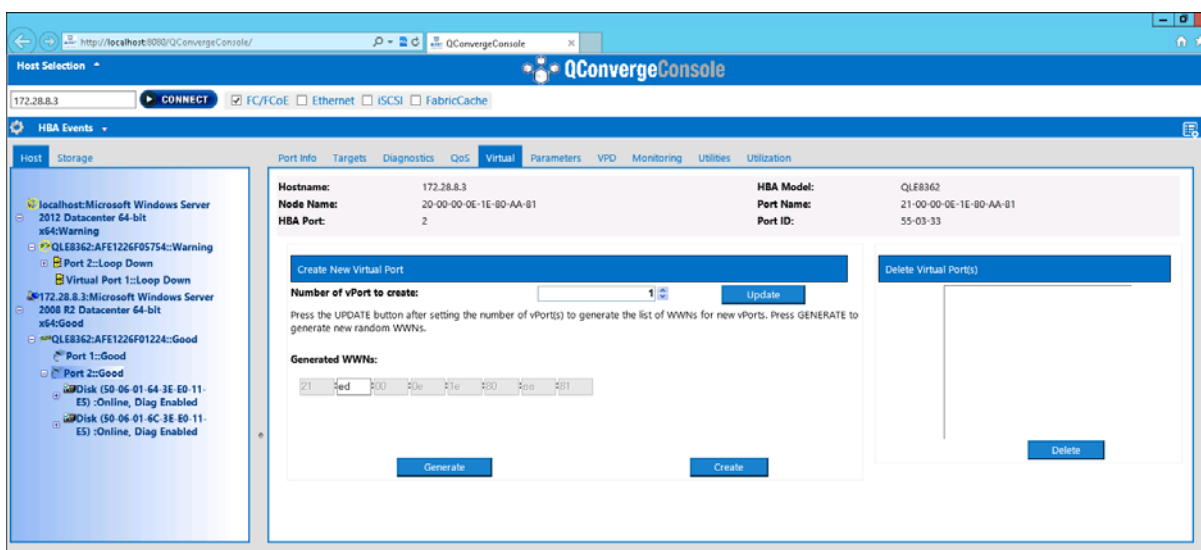 http://localhost:8080/QConvergeConsole/
QConvergeConsole
Host Selection
QConvergeConsole
172.28.8.3 CONNECT FC/FCoE Ethernet iSCSI FabricCache
HBA Events
Host Storage
Port Info Targets Diagnostics QoS Virtual Parameters VPD Monitoring Utilities Utilization
localhost:Microsoft Windows Server
2012 Datacenter 64-bit
x64:Warning
QLE8362:AFE1226F05754::Warning
Port 2::Loop Down
Virtual Port 1::Loop Down
172.28.8.3:Microsoft Windows Server
2008 R2 Datacenter 64-bit
x64:Good
QLE8362:AFE1226F01224::Good
Port 1::Good
Port 2::Good
Disk (50-06-01-64-3E-E0-11-
E5) :Online, Diag Enabled
Disk (50-06-01-6C-3E-E0-11-
E5) :Online, Diag Enabled
Hostname: 172.28.8.3 HBA Model: QLE8362
Node Name: 20-00-00-0E-1E-80-AA-81 Port Name: 21-00-00-0E-1E-80-AA-81
HBA Port: 2 Port ID: 55-03-33
Create New Virtual Port
Number of vPort to create: 1 Update
Press the UPDATE button after setting the number of vPort(s) to generate the list of WWNs for new vPorts. Press GENERATE to
generate new random WWNs.
Generated WWNs:
21 :ed :00 :0e :1e :80 :aa :81
Generate Create
Delete Virtual Port(s)
Delete